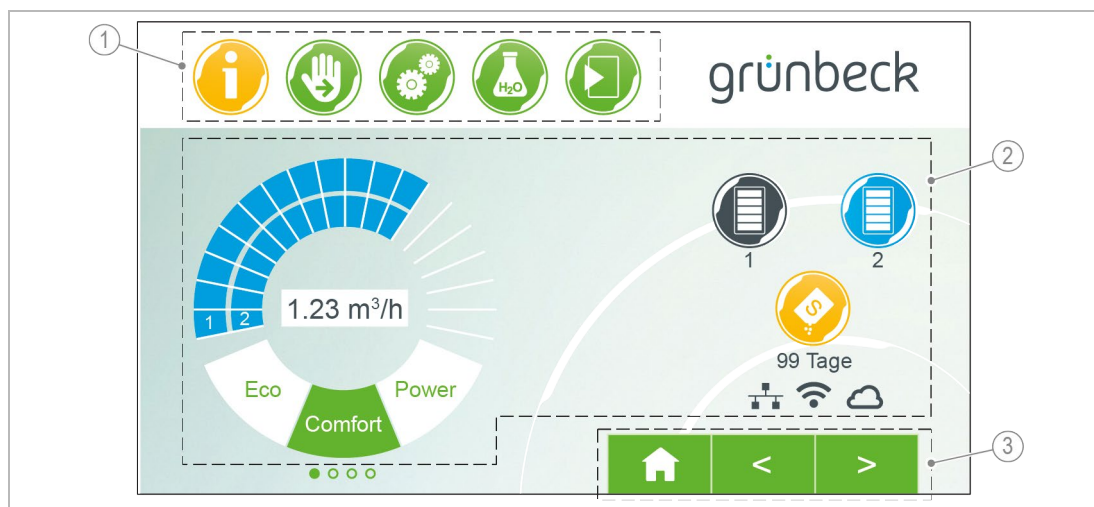 1
grünbeck
H₂O
2
1 2
1 2
1.23 m³/h
99 Tage
Eco Power
Comfort
< >
3